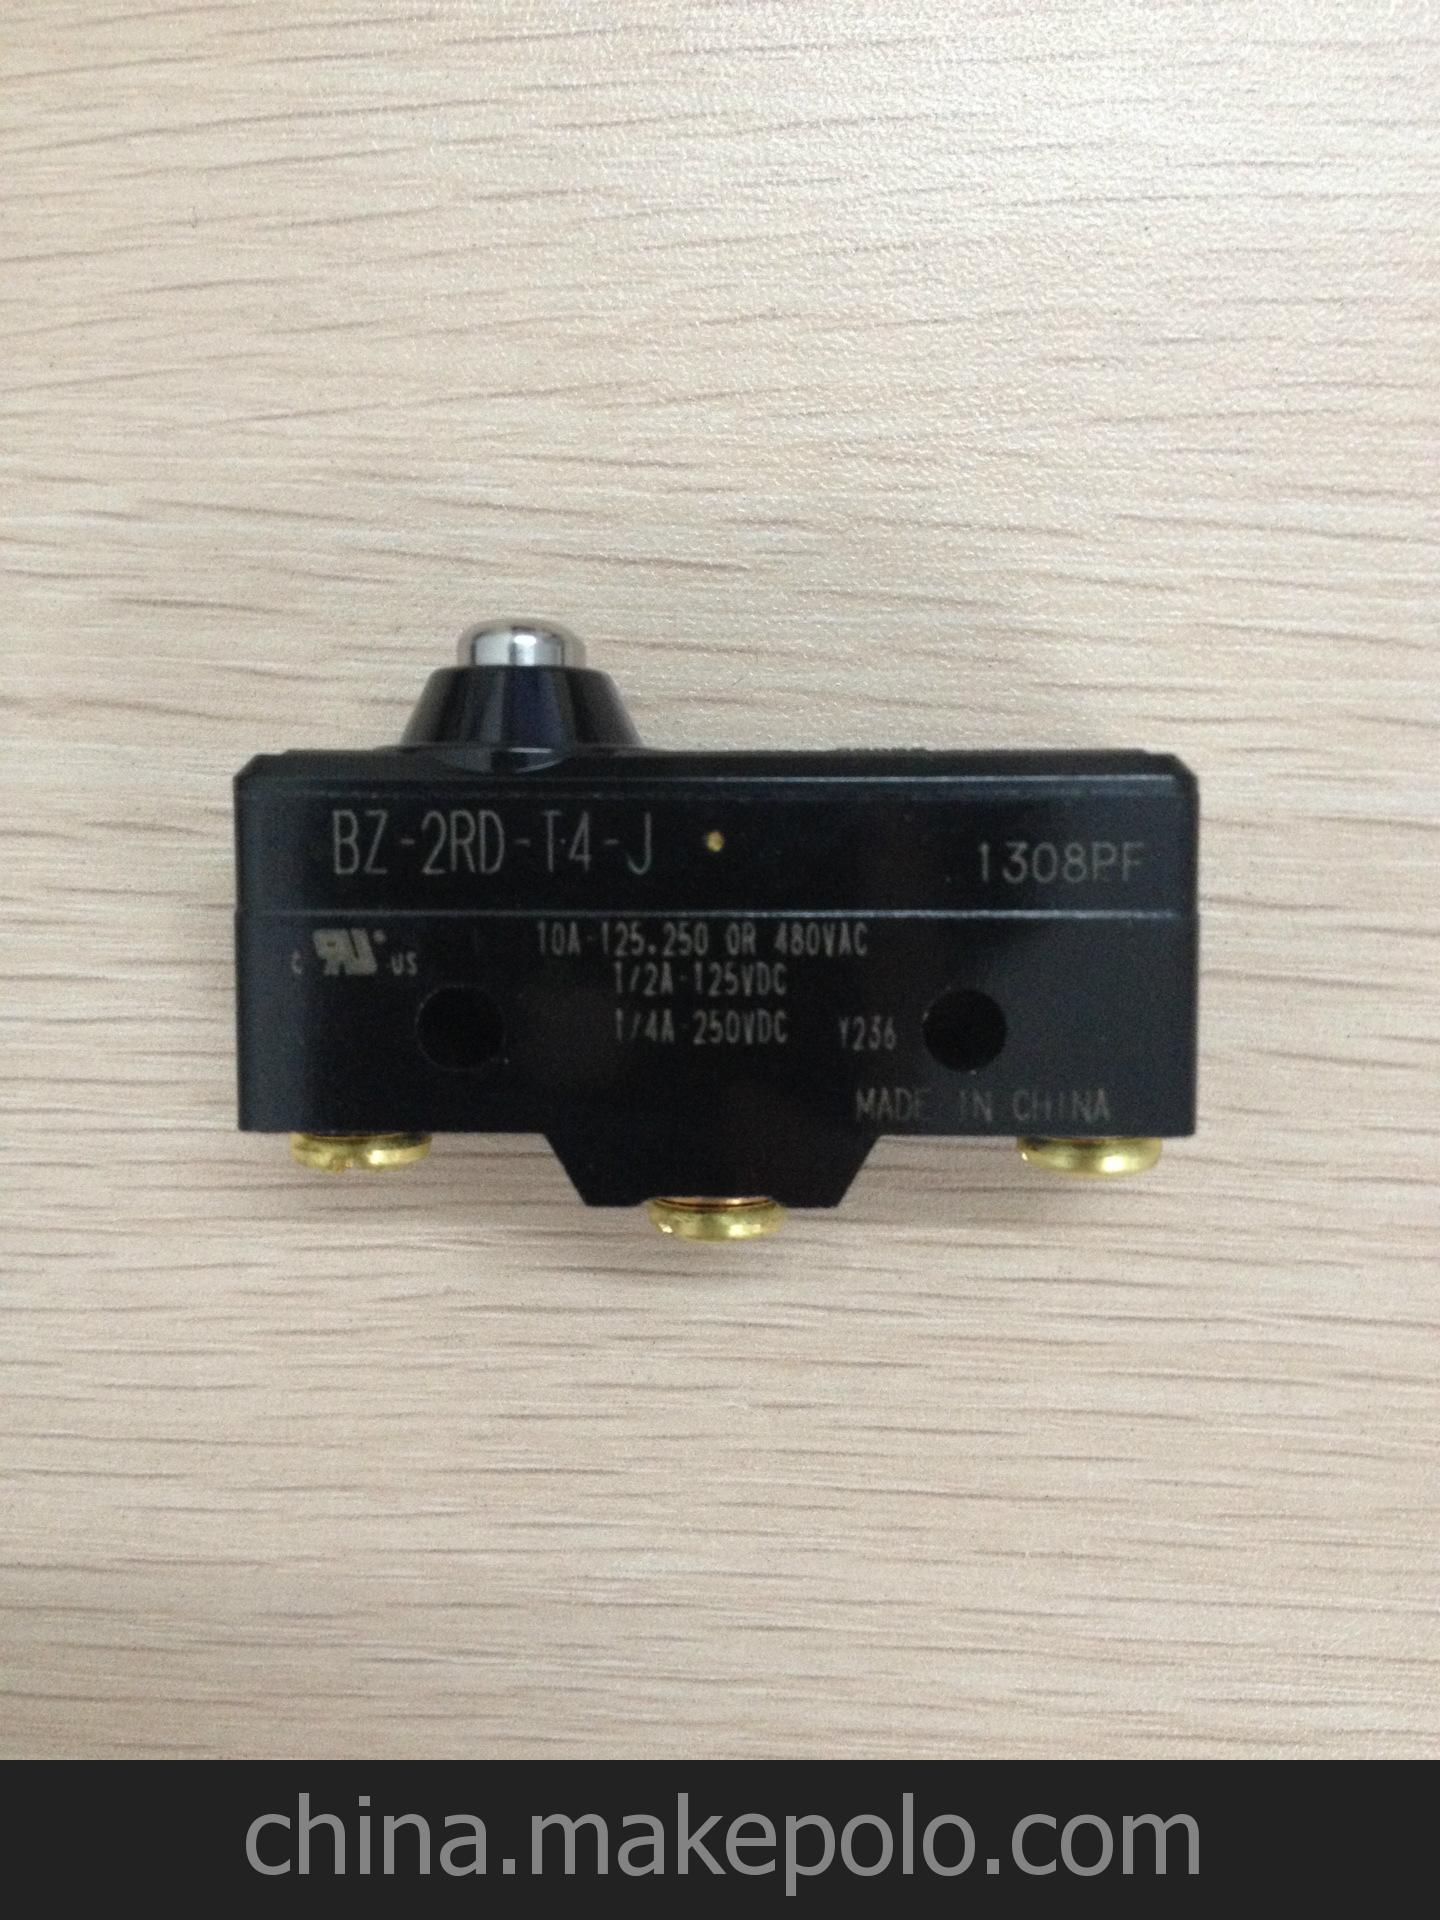 BZ-2RD-T4-J
1308PF
c RU US
10A-125.250 OR 480VAC
1/2A-125VDC
1/4A-250VDC
Y236
MADE IN CHINA
china.makepolo.com